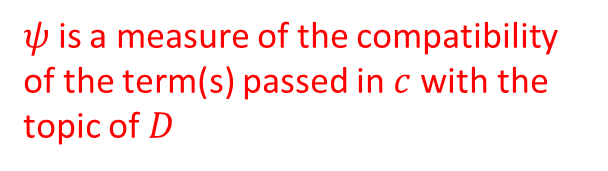 𝜓 is a measure of the compatibility
of the term(s) passed in 𝑐 with the
topic of 𝐷